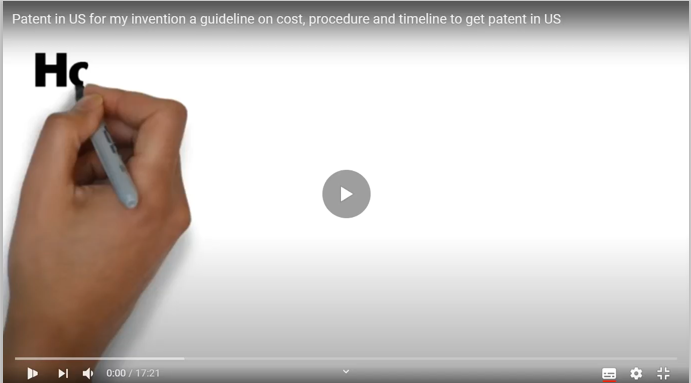 Patent in US for my invention a guideline on cost, procedure and timeline to get patent in US
Ho
0:00 / 17:21